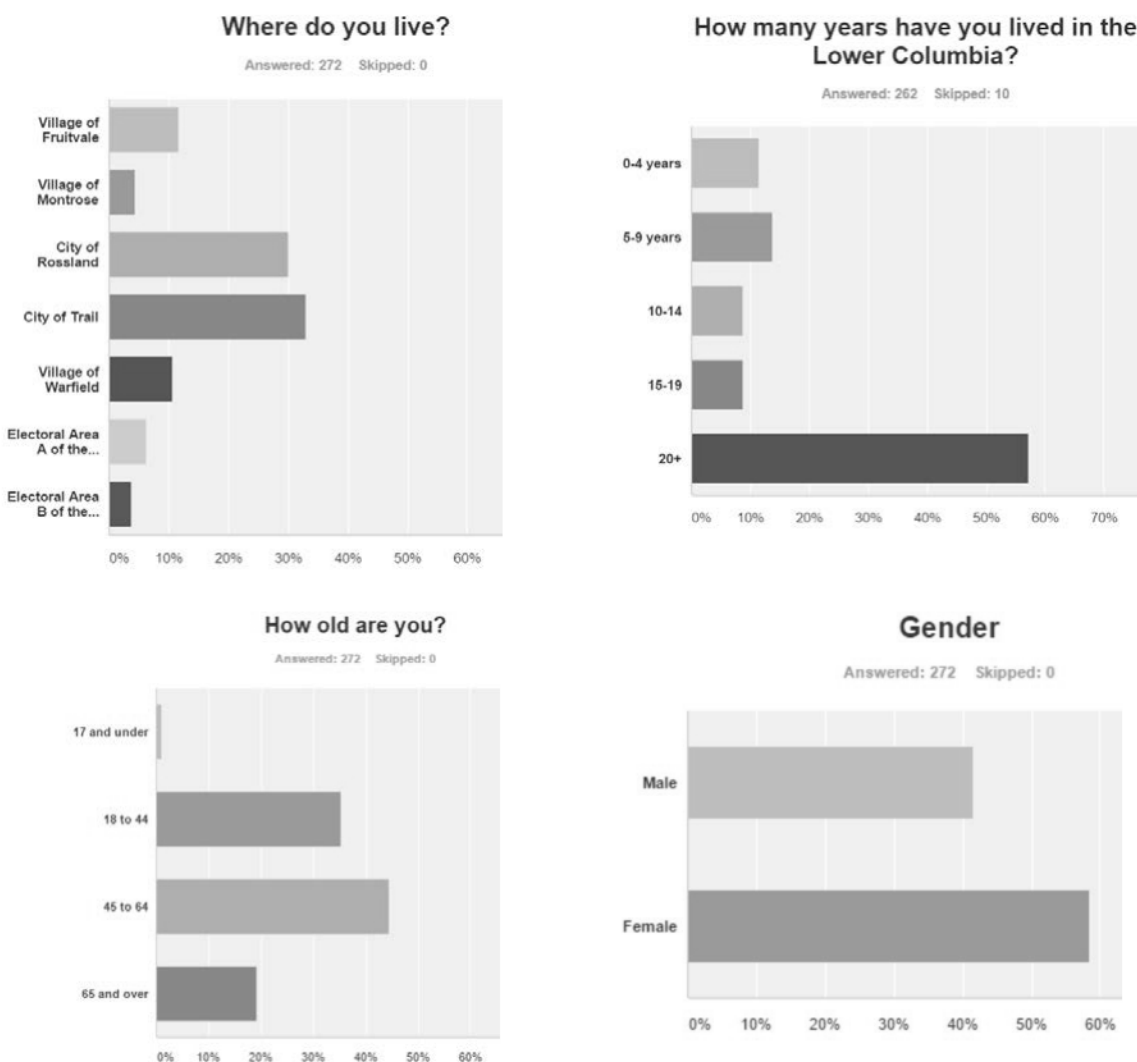 Where do you live?
Answered: 272 Skipped: 0
Village of
Fruitvale
Village of
Montrose
City of
Rossland
City of Trail
Village of
Warfield
Electoral Area
A of the...
Electoral Area
B of the...
0% 10% 20% 30% 40% 50% 60%
How many years have you lived in the
Lower Columbia?
Answered: 262 Skipped: 10
0-4 years
5-9 years
10-14
15-19
20+
0% 10% 20% 30% 40% 50% 60% 70%
How old are you?
Answered: 272 Skipped: 0
17 and under
18 to 44
45 to 64
65 and over
0% 10% 20% 30% 40% 50% 60%
Gender
Answered: 272 Skipped: 0
Male
Female
0% 10% 20% 30% 40% 50% 60%